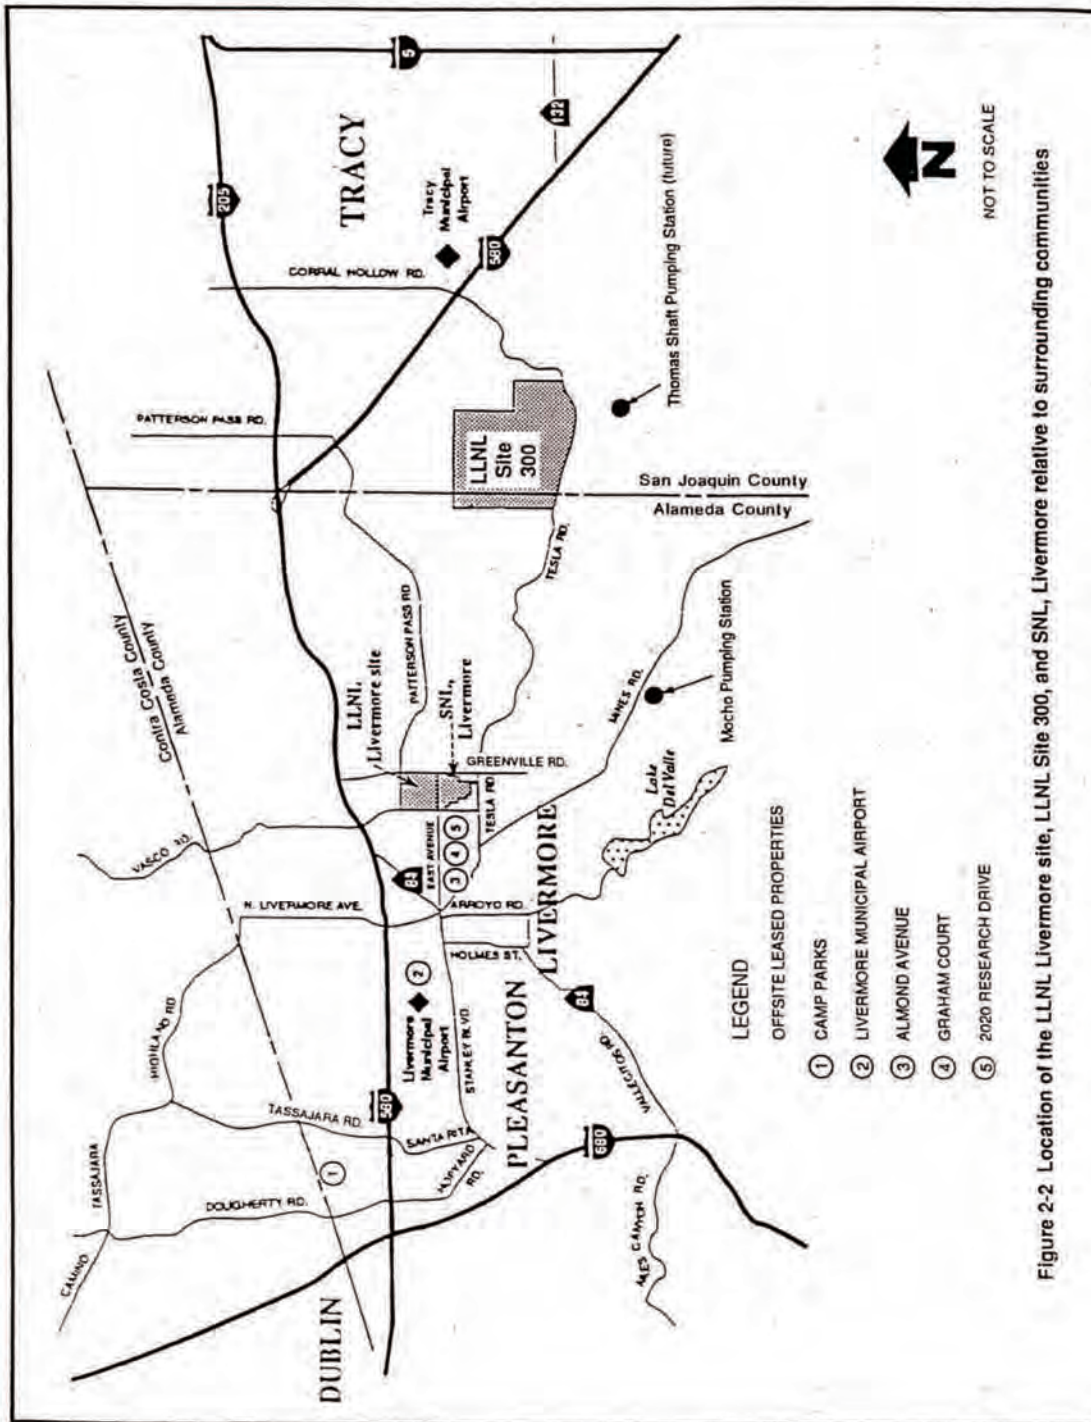 CAMINO
TASSAJARA
HIGHLAND RD
DOUGHERTY RD.
TASSAJARA RD.
DUBLIN
1
580
SANTA RITA
HOPYARD
RD.
PLEASANTON
680
VALLECITOS RD
84
CANYON RD.
Livermore
Municipal
Airport
2
STANLEY BLVD
HOLMES ST.
LIVERMORE
N. LIVERMORE AVE.
ARROYO RD.
VASCO RD.
84
EAST AVENUE
3
4
5
TESLA RD
LLNL
Livermore site
SNL,
Livermore
GREENVILLE RD.
PATTERSON PASS RD
Contra Costa County
Alameda County
Lake
Del Valle
MINES RD.
Mocho Pumping Station
TESLA RD.
San Joaquin County
Alameda County
LLNL
Site
300
Thomas Shaft Pumping Station (future)
PATTERSON PASS RD.
CORRAL HOLLOW RD.
205
580
Tracy
Municipal
Airport
TRACY
5
132
N
NOT TO SCALE
LEGEND
OFFSITE LEASED PROPERTIES
1 CAMP PARKS
2 LIVERMORE MUNICIPAL AIRPORT
3 ALMOND AVENUE
4 GRAHAM COURT
5 2020 RESEARCH DRIVE
Figure 2-2 Location of the LLNL Livermore site, LLNL Site 300, and SNL, Livermore relative to surrounding communities